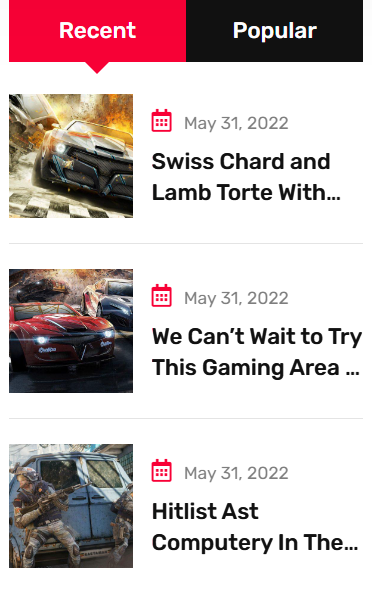 Recent
Popular
May 31, 2022
Swiss Chard and
Lamb Torte With...
May 31, 2022
We Can’t Wait to Try
This Gaming Area ...
May 31, 2022
Hitlist Ast
Computery In The...